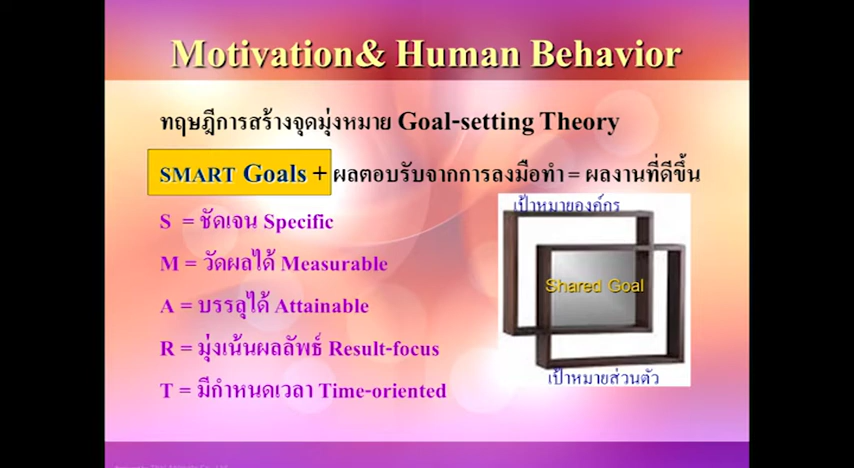 Motivation& Human Behavior
ทฤษฎีการสร้างจุดมุ่งหมาย Goal-setting Theory
SMART Goals + ผลตอบรับจากการลงมือทำ = ผลงานที่ดีขึ้น
S = ชัดเจน Specific
M = วัดผลได้ Measurable
A = บรรลุได้ Attainable
R = มุ่งเน้นผลลัพธ์ Result-focus
T = มีกำหนดเวลา Time-oriented
เป้าหมายองค์กร
Shared Goal
เป้าหมายส่วนตัว